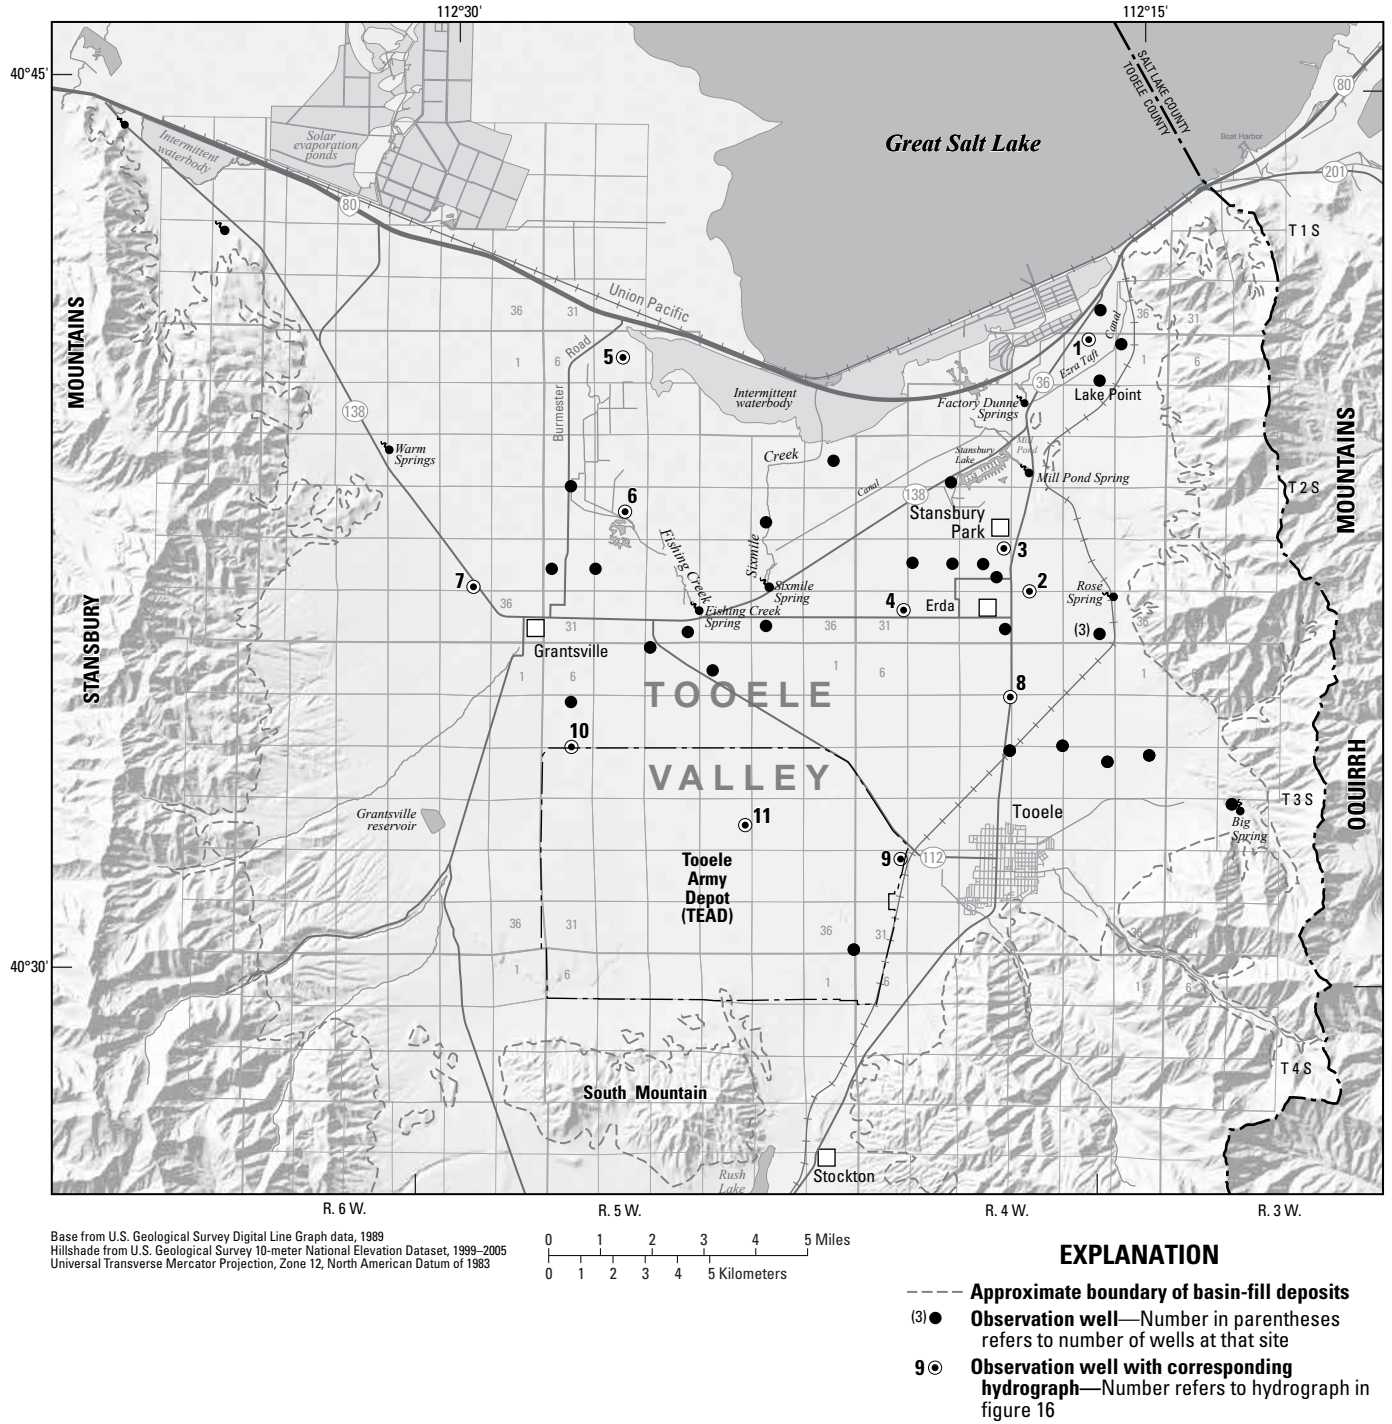 112°30'
112°15'
40°45'
SALT LAKE COUNTY
TOOELE COUNTY
80
Boat Harbor
201
Great Salt Lake
Solar
evaporation
ponds
Intermittent
waterbody
80
T 1 S
Union Pacific
36
31
36
31
Canal
1
Ezra Taft
5
Road
1
6
1
6
MOUNTAINS
Intermittent
waterbody
36
Lake Point
Factory Dunne
Springs
138
Burmester
Warm
Springs
Creek
Stansbury
Lake
Mill
Pond
Mill Pond Spring
Canal
138
MOUNTAINS
T 2 S
6
Stansbury
Park
3
Fishing Creek
Sixmile
7
Sixmile
Spring
2
Rose
Spring
4
Erda
36
Fishing Creek
Spring
STANSBURY
31
36
31
(3)
36
Grantsville
1
6
1
6
1
6
8
TOOELE
10
VALLEY
OQUIRRH
T 3 S
Grantsville
reservoir
11
Tooele
Big
Spring
Tooele
Army
Depot
(TEAD)
9
112
36
31
36
31
36
31
40°30'
1
6
1
6
1
6
T 4 S
South Mountain
Rush
Lake
Stockton
R. 6 W.
R. 5 W.
R. 4 W.
R. 3 W.
Base from U.S. Geological Survey Digital Line Graph data, 1989
Hillshade from U.S. Geological Survey 10-meter National Elevation Dataset, 1999–2005
Universal Transverse Mercator Projection, Zone 12, North American Datum of 1983
0 1 2 3 4 5 Miles
0 1 2 3 4 5 Kilometers
EXPLANATION
Approximate boundary of basin-fill deposits
(3) Observation well—Number in parentheses
refers to number of wells at that site
9 Observation well with corresponding
hydrograph—Number refers to hydrograph in
figure 16